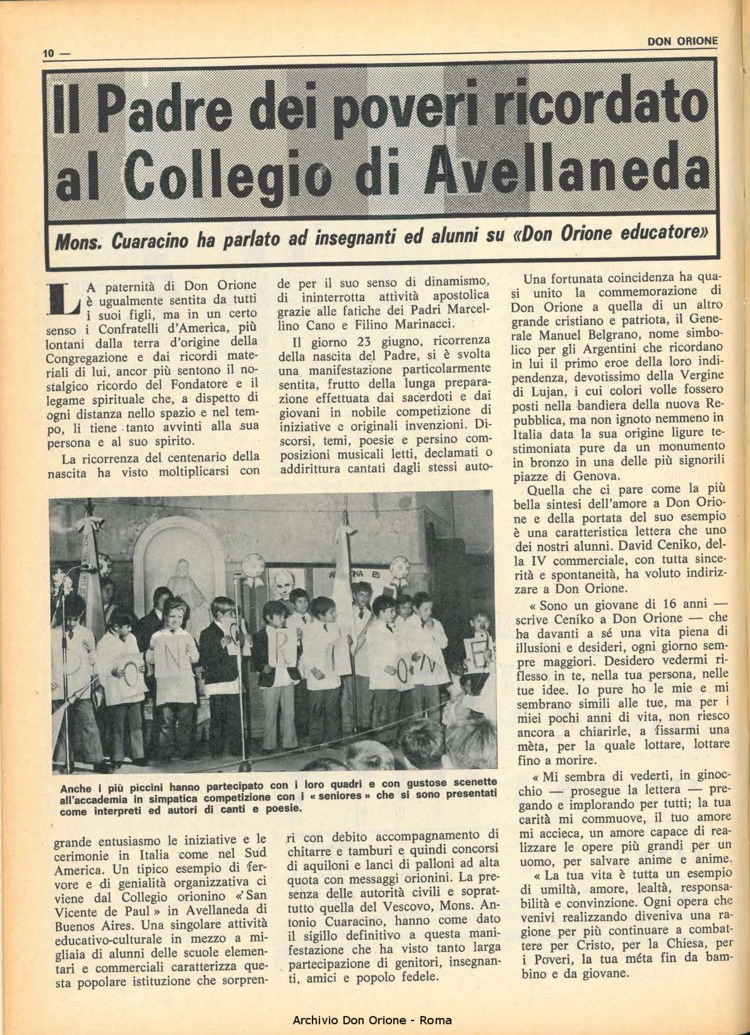 10 —
DON ORIONE
Il Padre dei poveri ricordato
al Collegio di Avellaneda
Mons. Cuaracino ha parlato ad insegnanti ed alunni su «Don Orione educatore»
LA paternità di Don Orione
è ugualmente sentita da tutti
i suoi figli, ma in un certo
senso i Confratelli d'America, più
lontani dalla terra d'origine della
Congregazione e dai ricordi mate-
riali di lui, ancor più sentono il no-
stalgico ricordo del Fondatore e il
legame spirituale che, a dispetto di
ogni distanza nello spazio e nel tem-
po, li tiene tanto avvinti alla sua
persona e al suo spirito.
La ricorrenza del centenario della
nascita ha visto moltiplicarsi con
grande entusiasmo le iniziative e le
cerimonie in Italia come nel Sud
America. Un tipico esempio di fer-
vore e di genialità organizzativa ci
viene dal Collegio orionino «San
Vicente de Paul» in Avellaneda di
Buenos Aires. Una singolare attività
educativo-culturale in mezzo a mi-
gliaia di alunni delle scuole elemen-
tari e commerciali caratterizza que-
sta popolare istituzione che sorpren-
de per il suo senso di dinamismo,
di ininterrotta attività apostolica
grazie alle fatiche dei Padri Marcel-
lino Cano e Filino Marinacci.
Il giorno 23 giugno, ricorrenza
della nascita del Padre, si è svolta
una manifestazione particolarmente
sentita, frutto della lunga prepara-
zione effettuata dai sacerdoti e dai
giovani in nobile competizione di
iniziative e originali invenzioni. Di-
scorsi, temi, poesie e persino com-
posizioni musicali letti, declamati o
addirittura cantati dagli stessi auto-
ri con debito accompagnamento di
chitarre e tamburi e quindi concorsi
di aquiloni e lanci di palloni ad alta
quota con messaggi orionini. La pre-
senza delle autorità civili e soprat-
tutto quella del Vescovo, Mons. An-
tonio Cuaracino, hanno come dato
il sigillo definitivo a questa mani-
festazione che ha visto tanto larga
partecipazione di genitori, insegnan-
ti, amici e popolo fedele.
DON ORIONE
Anche i più piccini hanno partecipato con i loro quadri e con gustose scenette
all'accademia in simpatica competizione con i «seniores» che si sono presentati
come interpreti ed autori di canti e poesie.
Una fortunata coincidenza ha qua-
si unito la commemorazione di
Don Orione a quella di un altro
grande cristiano e patriota, il Gene-
rale Manuel Belgrano, nome simbo-
lico per gli Argentini che ricordano
in lui il primo eroe della loro indi-
pendenza, devotissimo della Vergine
di Lujan, i cui colori volle fossero
posti nella bandiera della nuova Re-
pubblica, ma non ignoto nemmeno in
Italia data la sua origine ligure te-
stimoniata pure da un monumento
in bronzo in una delle più signorili
piazze di Genova.
Quella che ci pare come la più
bella sintesi dell'amore a Don Orio-
ne e della portata del suo esempio
è una caratteristica lettera che uno
dei nostri alunni. David Ceniko, del-
la IV commerciale, con tutta since-
rità e spontaneità, ha voluto indiriz-
zare a Don Orione.
«Sono un giovane di 16 anni —
scrive Ceniko a Don Orione — che
ha davanti a sé una vita piena di
illusioni e desideri, ogni giorno sem-
pre maggiori. Desidero vedermi ri-
flesso in te, nella tua persona, nelle
tue idee. Io pure ho le mie e mi
sembrano simili alle tue, ma per i
miei pochi anni di vita, non riesco
ancora a chiarirle, a fissarmi una
mèta, per la quale lottare, lottare
fino a morire.
«Mi sembra di vederti, in ginoc-
chio — prosegue la lettera — pre-
gando e implorando per tutti; la tua
carità mi commuove, il tuo amore
mi accieca, un amore capace di rea-
lizzare le opere più grandi per un
uomo, per salvare anime e anime.
«La tua vita è tutta un esempio
di umiltà, amore, lealtà, responsa-
bilità e convinzione. Ogni opera che
venivi realizzando diveniva una ra-
gione per più continuare a combat-
tere per Cristo, per la Chiesa, per
i Poveri, la tua méta fin da bam-
bino e da giovane.
Archivio Don Orione - Roma